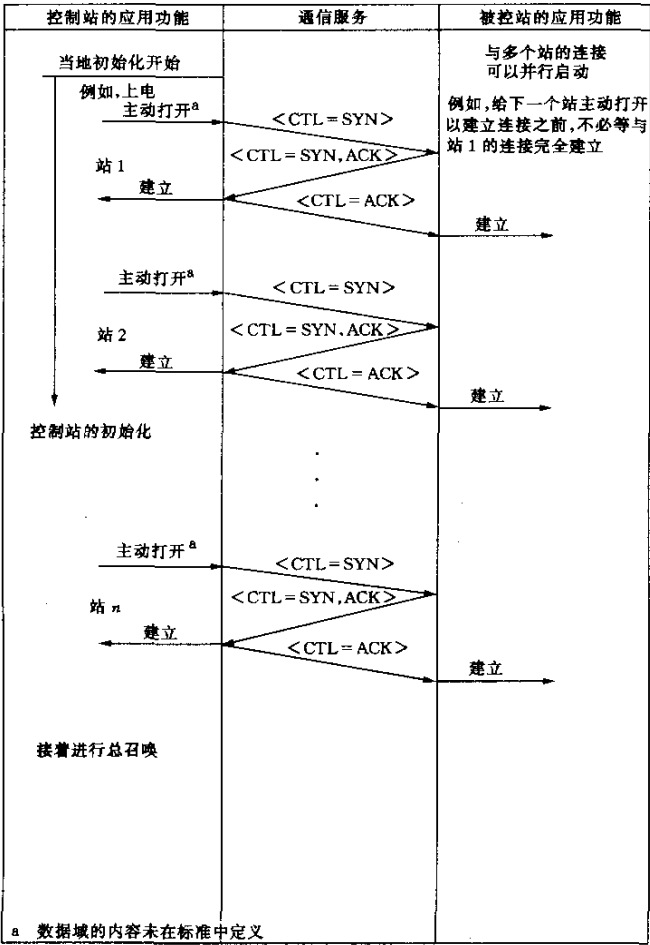 控制站的应用功能
通信服务
被控站的应用功能
当地初始化开始
与多个站的连接
可以并行启动
例如,上电
主动打开a
<CTL=SYN>
例如,给下一个站主动打开
以建立连接之前,不必等与
站1的连接完全建立
站1
<CTL=SYN,ACK>
建立
<CTL=ACK>
建立
主动打开a
<CTL=SYN>
站2
<CTL=SYN,ACK>
建立
<CTL=ACK>
建立
控制站的初始化
主动打开a
<CTL=SYN>
站n
<CTL=SYN,ACK>
建立
<CTL=ACK>
建立
接着进行总召唤
a 数据域的内容未在标准中定义